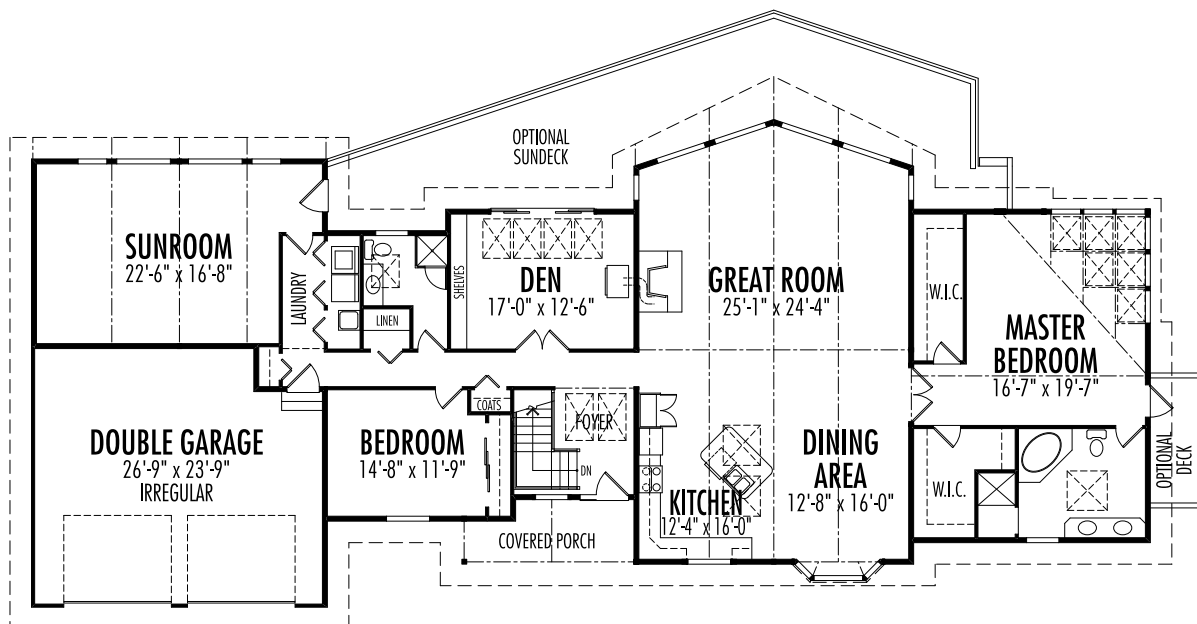 OPTIONAL
SUNDECK
SUNROOM
22'-6" x 16'-8"
LAUNDRY
LINEN
SHELVES
DEN
17'-0" x 12'-6"
GREAT ROOM
25'-1" x 24'-4"
W.I.C.
MASTER
BEDROOM
16'-7" x 19'-7"
COATS
FOYER
DN
DOUBLE GARAGE
26'-9" x 23'-9"
IRREGULAR
BEDROOM
14'-8" x 11'-9"
COVERED PORCH
KITCHEN
12'-4" x 16'-0"
DINING
AREA
12'-8" x 16'-0"
W.I.C.
OPTIONAL
DECK